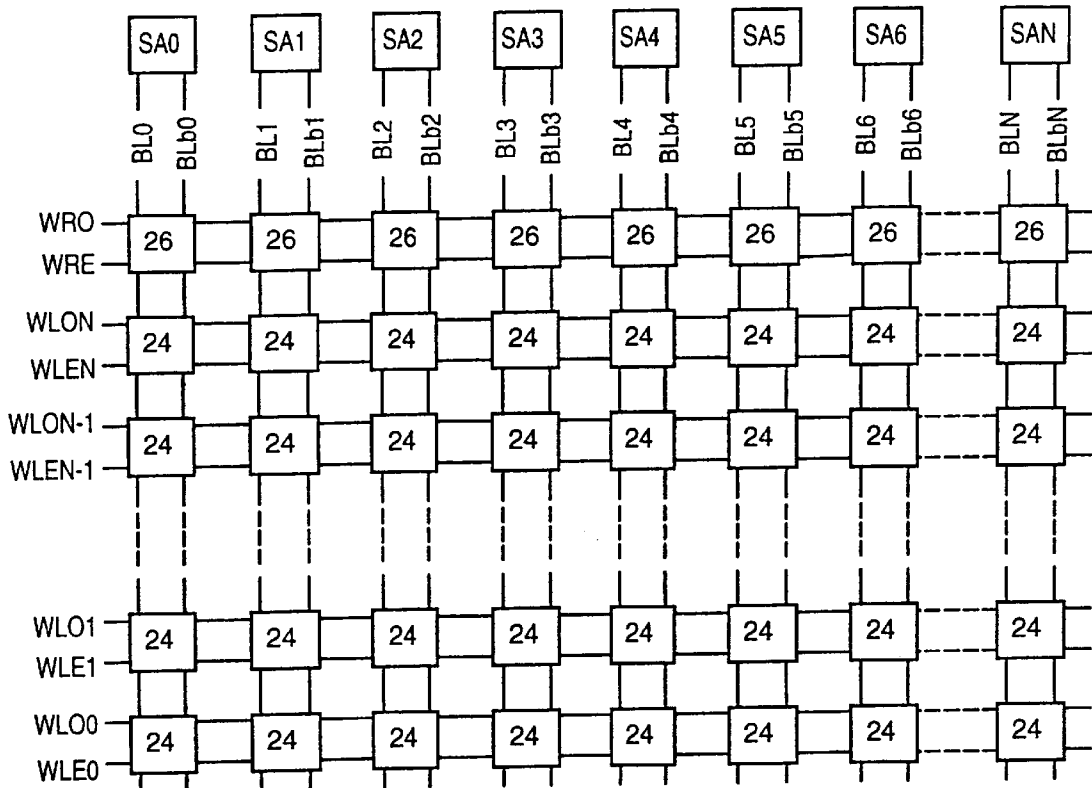 SA0 SA1 SA2 SA3 SA4 SA5 SA6 SAN
BL0 BLb0 BL1 BLb1 BL2 BLb2 BL3 BLb3 BL4 BLb4 BL5 BLb5 BL6 BLb6 BLN BLbN
WRO
26 26 26 26 26 26 26 26
WRE
WLON
24 24 24 24 24 24 24 24
WLEN
WLON-1
24 24 24 24 24 24 24 24
WLEN-1
WLO1
24 24 24 24 24 24 24 24
WLE1
WLO0
24 24 24 24 24 24 24 24
WLE0